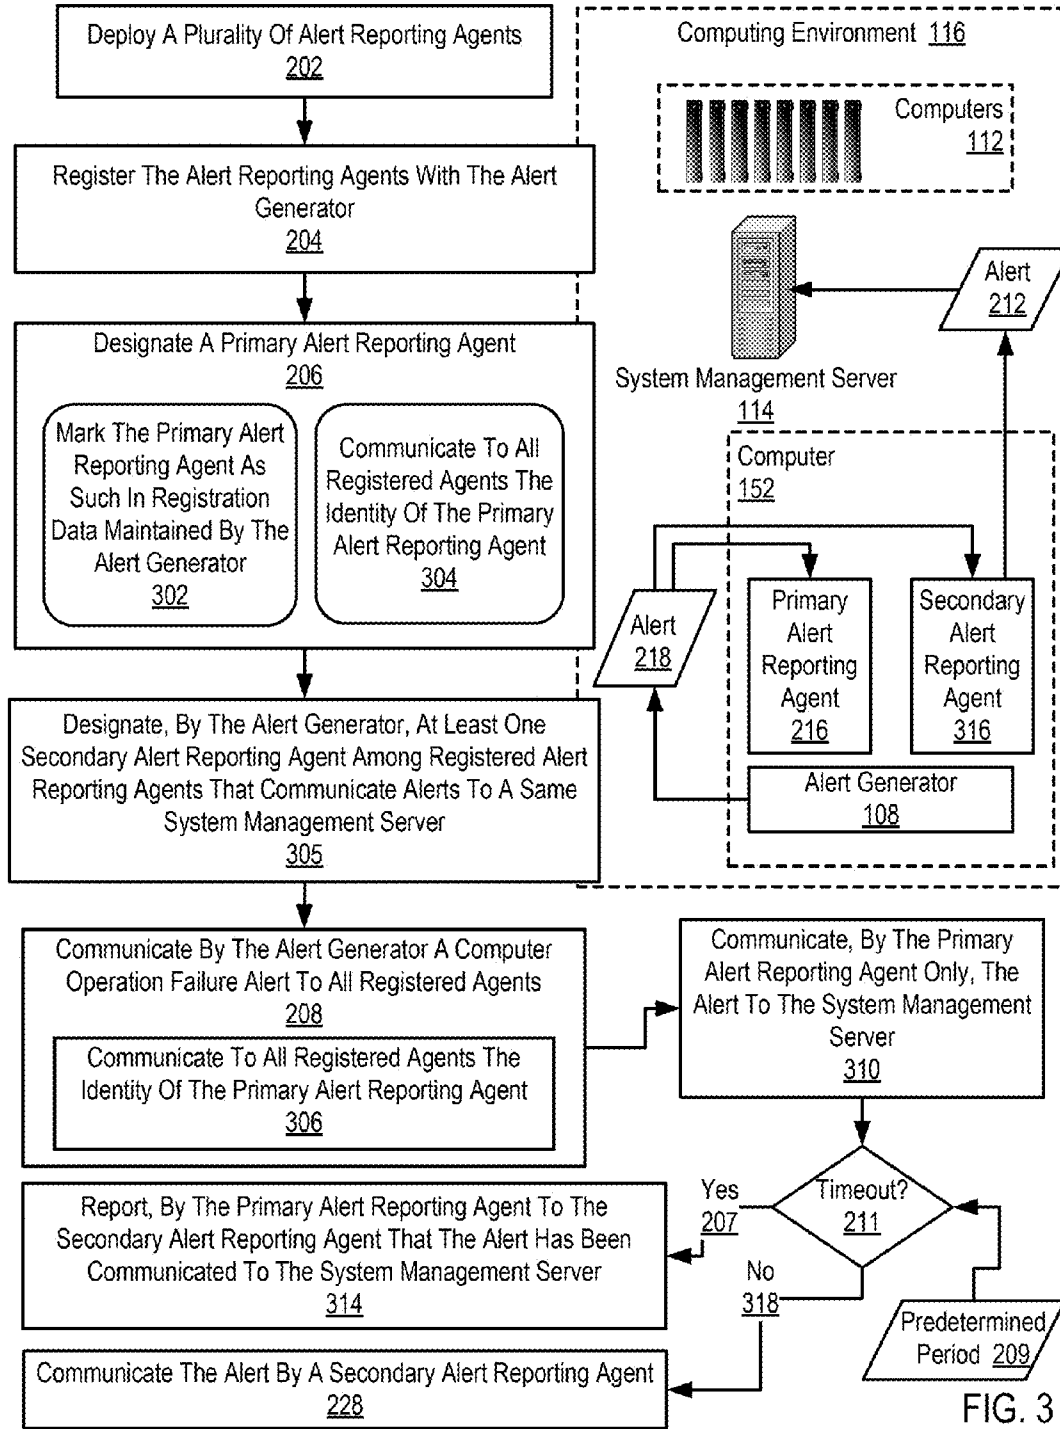 Deploy A Plurality Of Alert Reporting Agents
202
Register The Alert Reporting Agents With The Alert
Generator
204
Designate A Primary Alert Reporting Agent
206
Mark The Primary Alert
Reporting Agent As
Such In Registration
Data Maintained By The
Alert Generator
302
Communicate To All
Registered Agents The
Identity Of The Primary
Alert Reporting Agent
304
Designate, By The Alert Generator, At Least One
Secondary Alert Reporting Agent Among Registered Alert
Reporting Agents That Communicate Alerts To A Same
System Management Server
305
Communicate By The Alert Generator A Computer
Operation Failure Alert To All Registered Agents
208
Communicate To All Registered Agents The
Identity Of The Primary Alert Reporting Agent
306
Report, By The Primary Alert Reporting Agent To The
Secondary Alert Reporting Agent That The Alert Has Been
Communicated To The System Management Server
314
Communicate The Alert By A Secondary Alert Reporting Agent
228
Computing Environment 116
Computers
112
Alert
212
System Management Server
114
Computer
152
Alert
218
Primary
Alert
Reporting
Agent
216
Secondary
Alert
Reporting
Agent
316
Alert Generator
108
Communicate, By The Primary
Alert Reporting Agent Only, The
Alert To The System Management
Server
310
Timeout?
211
Yes
207
No
318
Predetermined
Period 209
FIG. 3